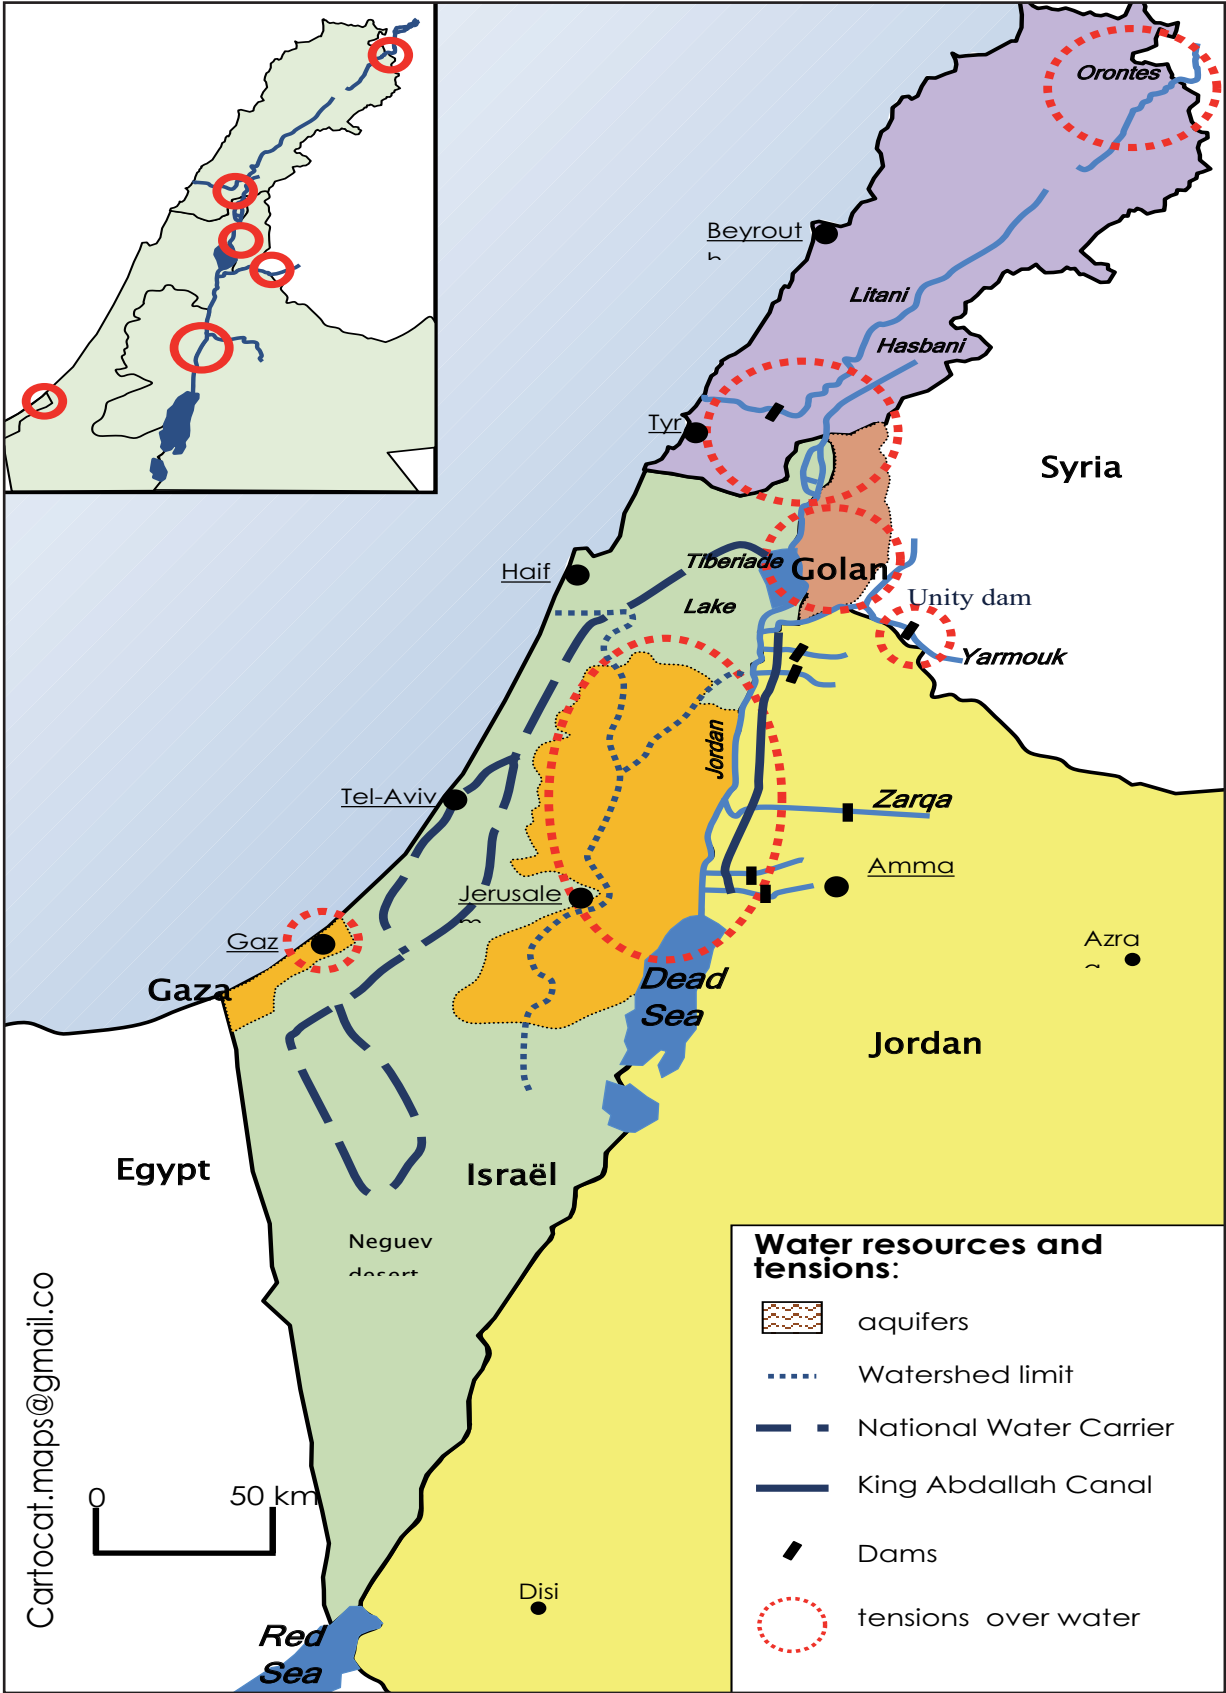 Orontes
Beyrout
Litani
Hasbani
Tyr
Syria
Haif
Tiberiade
Lake
Golan
Unity dam
Yarmouk
Jordan
Tel-Aviv
Zarqa
Amma
Jerusale
Gaz
Gaza
Azra
Dead
Sea
Jordan
Egypt
Israël
Neguev
desert
Disi
Red
Sea
0 50 km
Cartocat.maps@gmail.co
Water resources and
tensions:
aquifers
Watershed limit
National Water Carrier
King Abdallah Canal
Dams
tensions over water